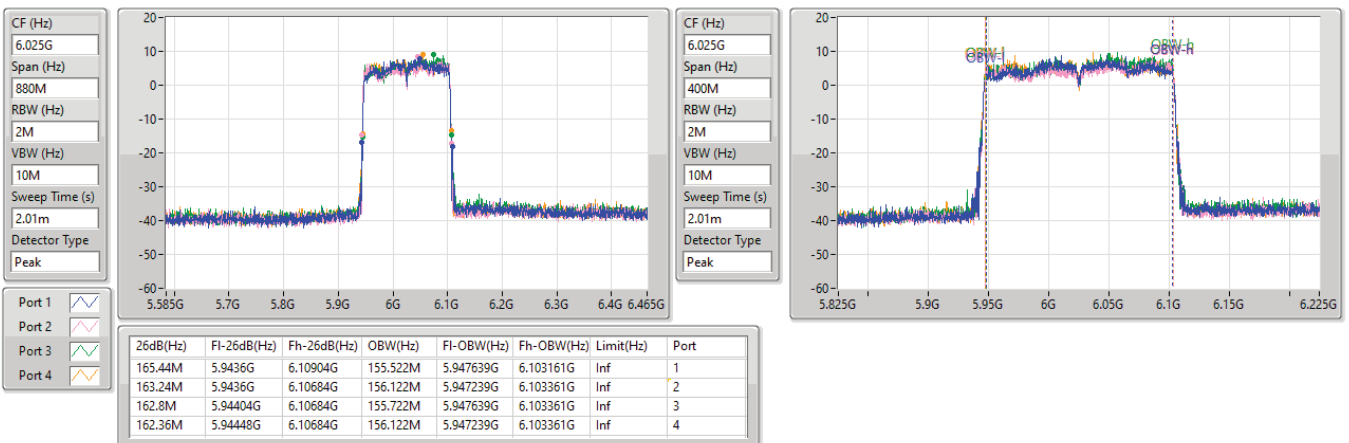 CF (Hz)
6.025G
Span (Hz)
880M
RBW (Hz)
2M
VBW (Hz)
10M
Sweep Time (s)
2.01m
Detector Type
Peak
20
10
0
-10
-20
-30
-40
-50
-60
5.585G 5.7G 5.8G 5.9G 6G 6.1G 6.2G 6.3G 6.4G 6.465G
CF (Hz)
6.025G
Span (Hz)
400M
RBW (Hz)
2M
VBW (Hz)
10M
Sweep Time (s)
2.01m
Detector Type
Peak
20
10
0
-10
-20
-30
-40
-50
-60
OBW-l
OBW-h
5.825G 5.9G 5.95G 6G 6.05G 6.1G 6.15G 6.225G
Port 1
Port 2
Port 3
Port 4
26dB(Hz) Fl-26dB(Hz) Fh-26dB(Hz) OBW(Hz) Fl-OBW(Hz) Fh-OBW(Hz) Limit(Hz) Port
165.44M 5.9436G 6.10904G 155.522M 5.947639G 6.103161G Inf 1
163.24M 5.9436G 6.10684G 156.122M 5.947239G 6.103361G Inf 2
162.8M 5.94404G 6.10684G 155.722M 5.947639G 6.103361G Inf 3
162.36M 5.94448G 6.10684G 156.122M 5.947239G 6.103361G Inf 4